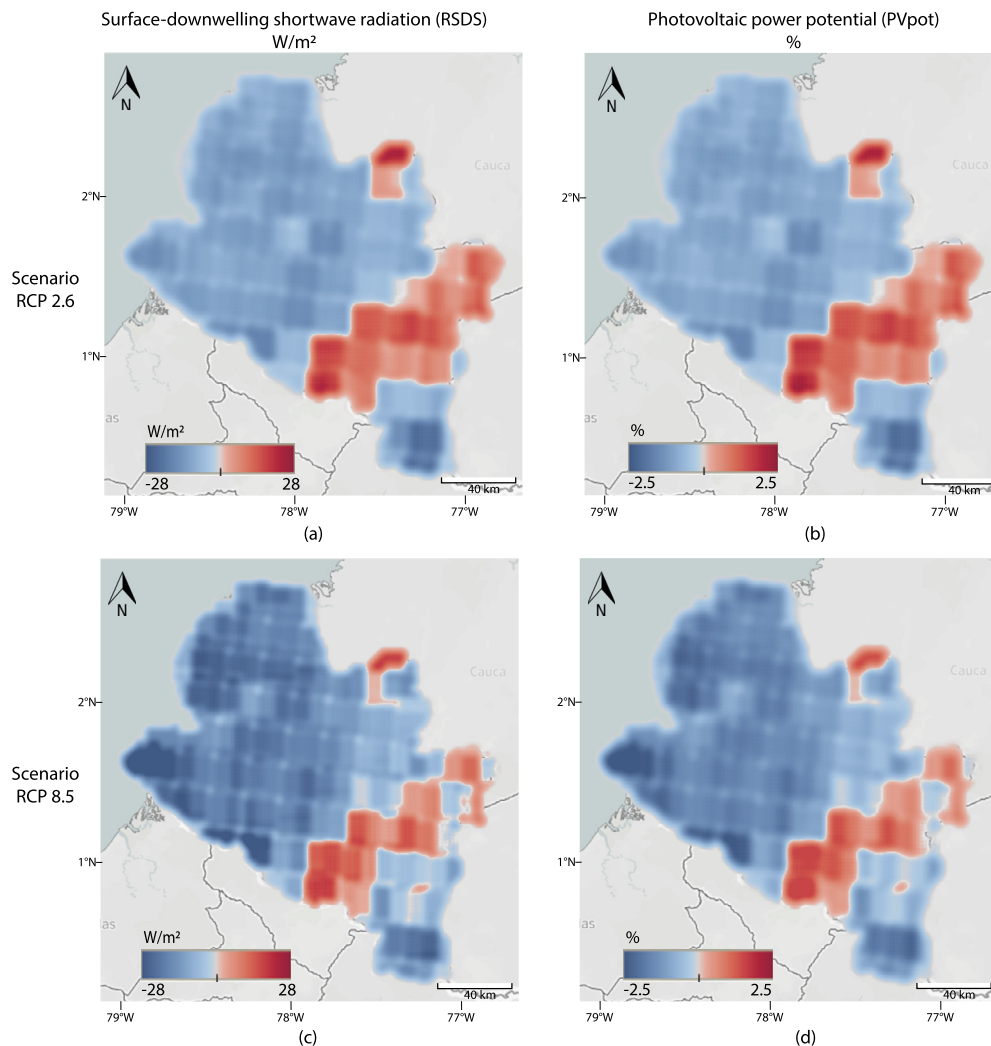 Surface-downwelling shortwave radiation (RSDS)
W/m²
Photovoltaic power potential (PVpot)
%
Scenario
RCP 2.6
N
Cauca
2°N
1°N
as
W/m²
-28 28
40 km
79°W 78°W 77°W
(a)
N
Cauca
2°N
1°N
as
%
-2.5 2.5
40 km
79°W 78°W 77°W
(b)
Scenario
RCP 8.5
N
Cauca
2°N
1°N
as
W/m²
-28 28
40 km
79°W 78°W 77°W
(c)
N
Cauca
2°N
1°N
las
%
-2.5 2.5
40 km
79°W 78°W 77°W
(d)